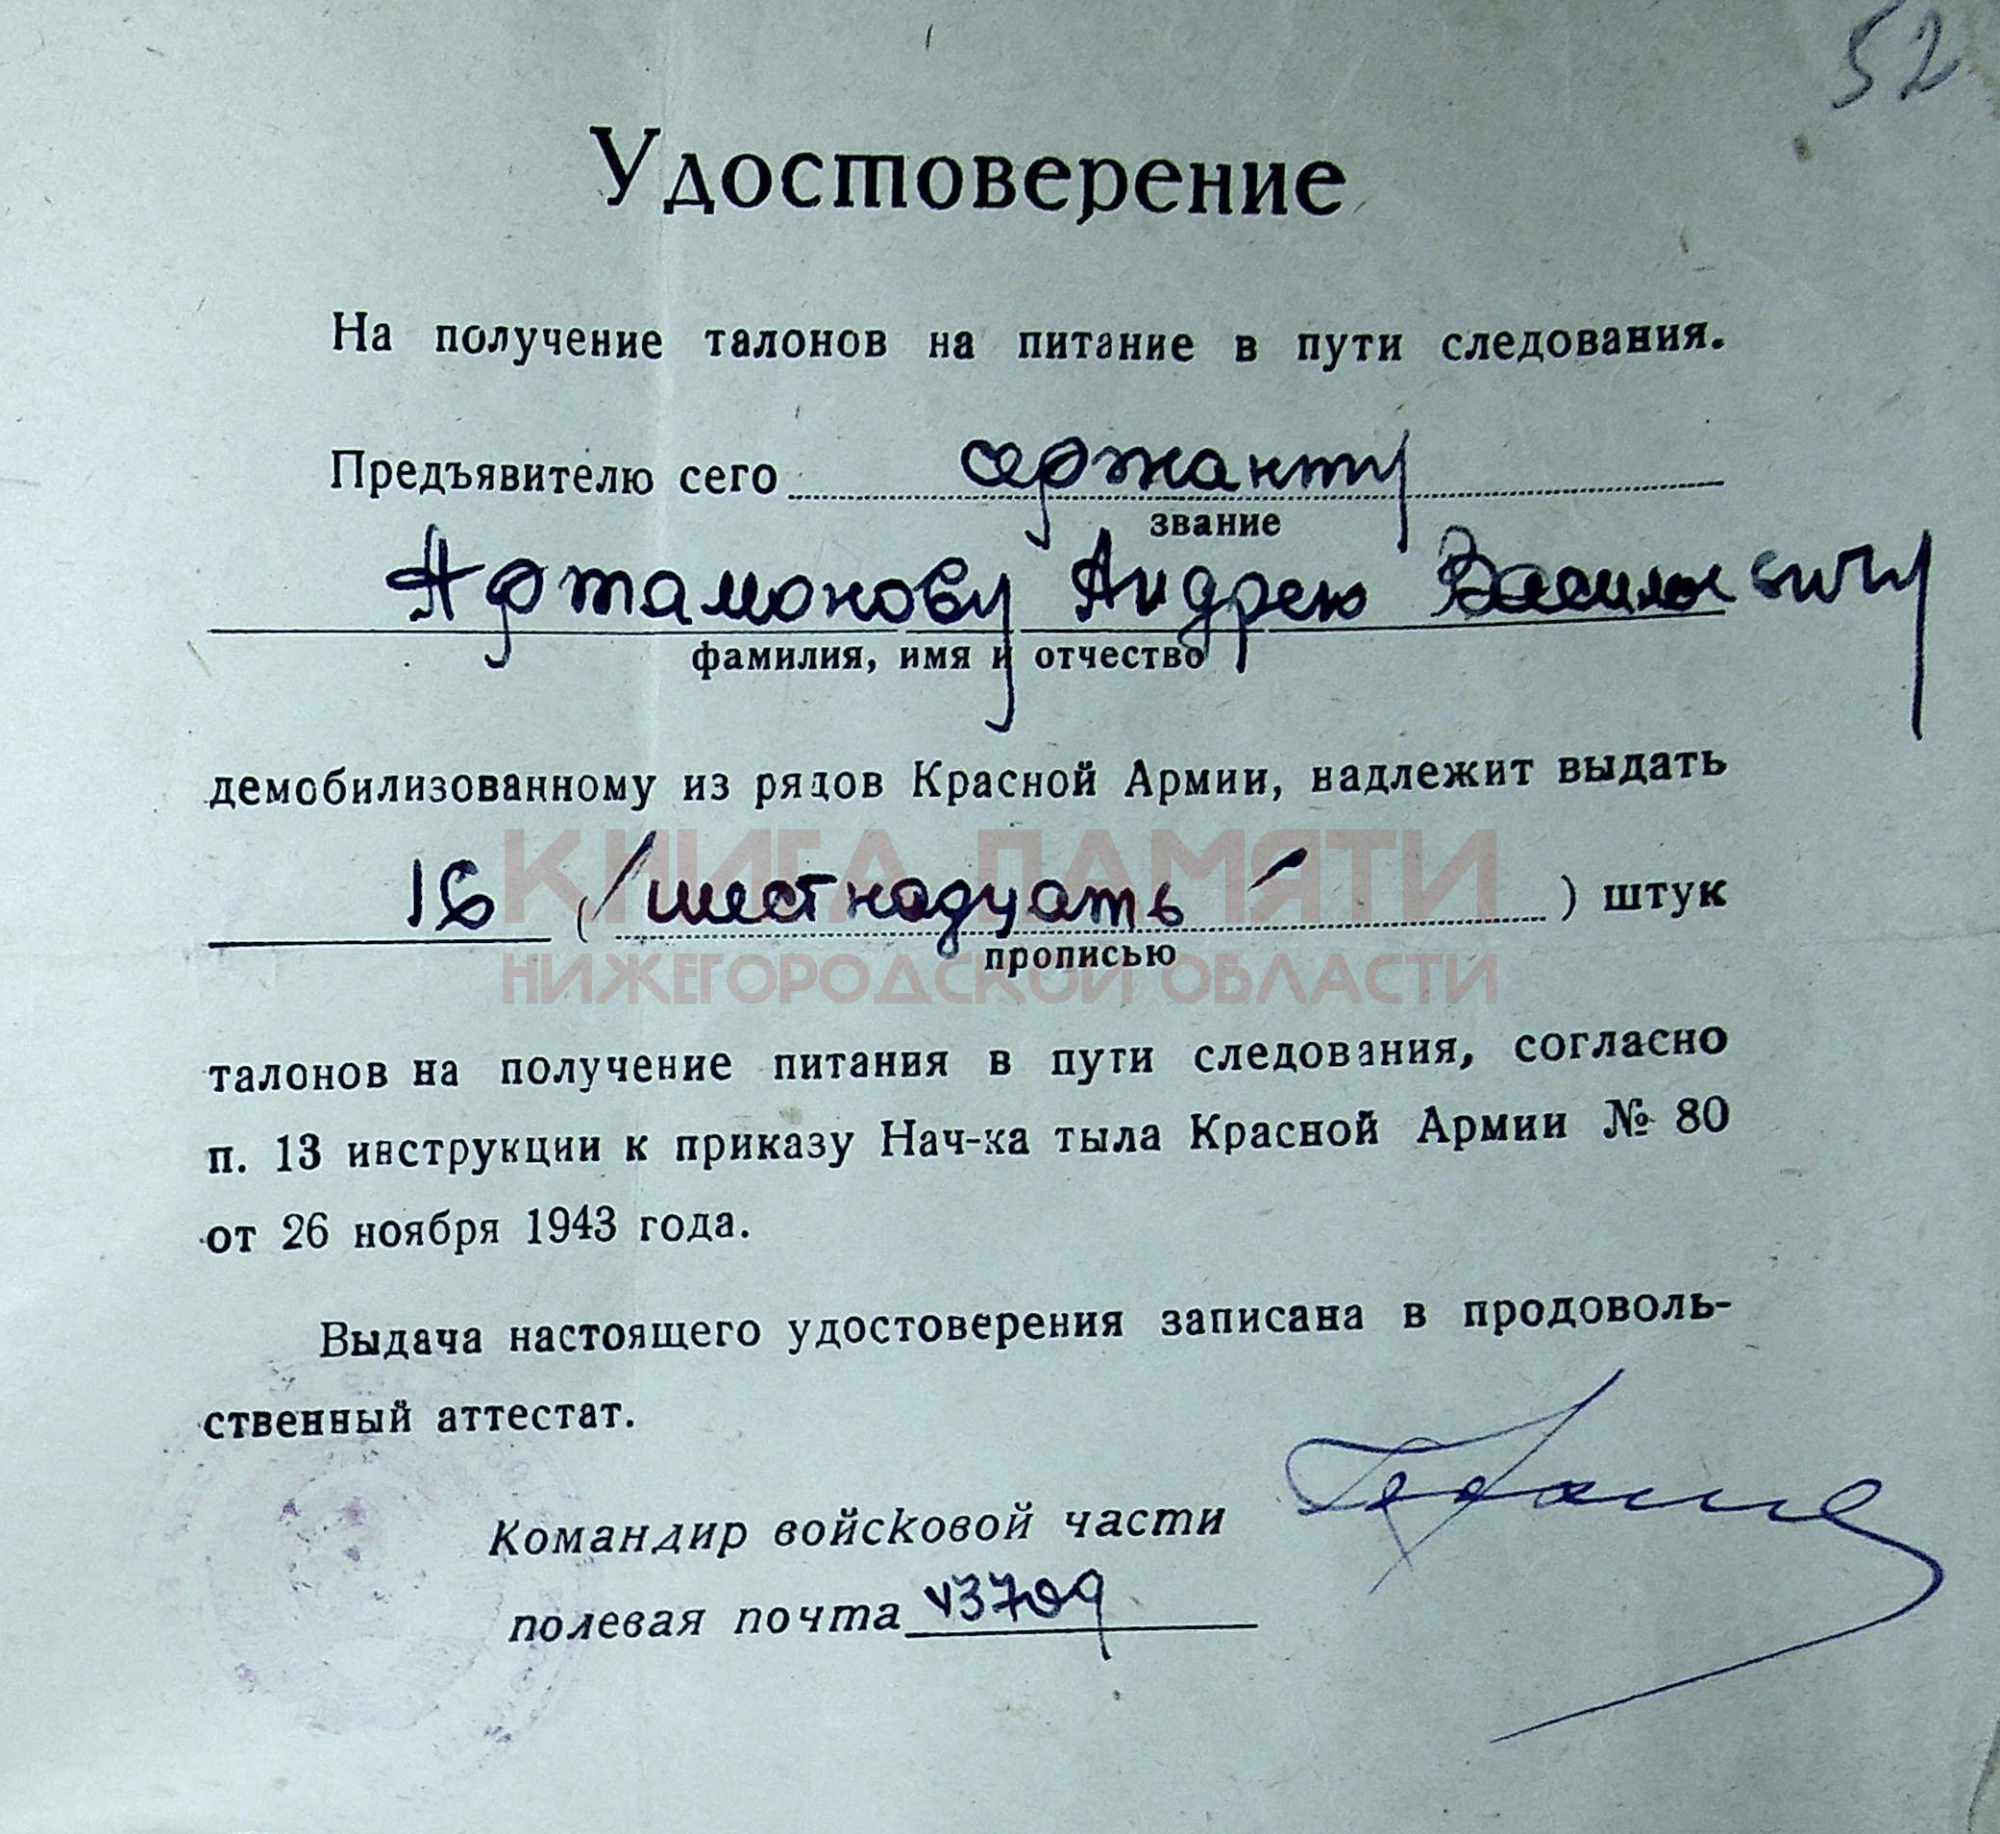 52
Удостоверение
На получение талонов на питание в пути следования.
Предъявителю сего сержанту
звание
Артамонову Андрею Васильевичу
фамилия, имя и отчество
демобилизованному из рядов Красной Армии, надлежит выдать
16 (шестнадцать) штук
прописью
КНИГА ПАМЯТИ
НИЖЕГОРОДСКОЙ ОБЛАСТИ
талонов на получение питания в пути следования, согласно
п. 13 инструкции к приказу Нач-ка тыла Красной Армии № 80
от 26 ноября 1943 года.
Выдача настоящего удостоверения записана в продоволь-
ственный аттестат.
Командир войсковой части
полевая почта 43709